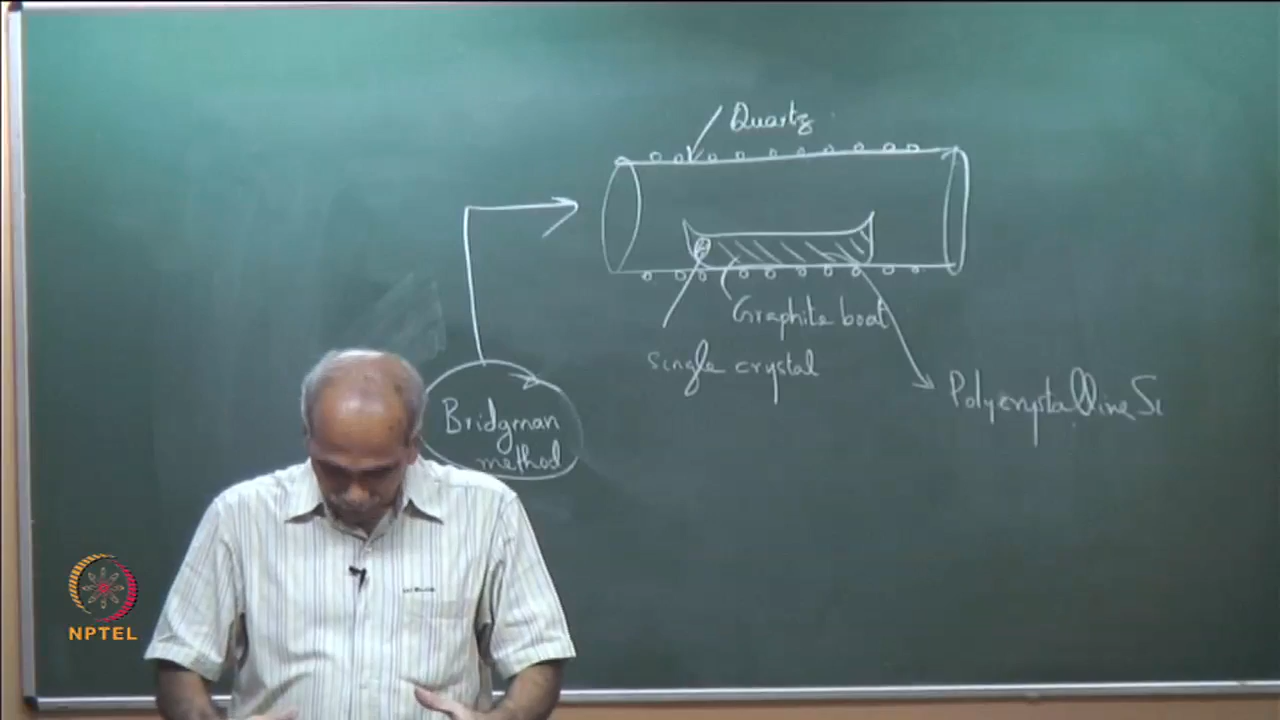 Quartz
Graphite boat
single crystal
Polycrystalline Si
Bridgman
method
NPTEL